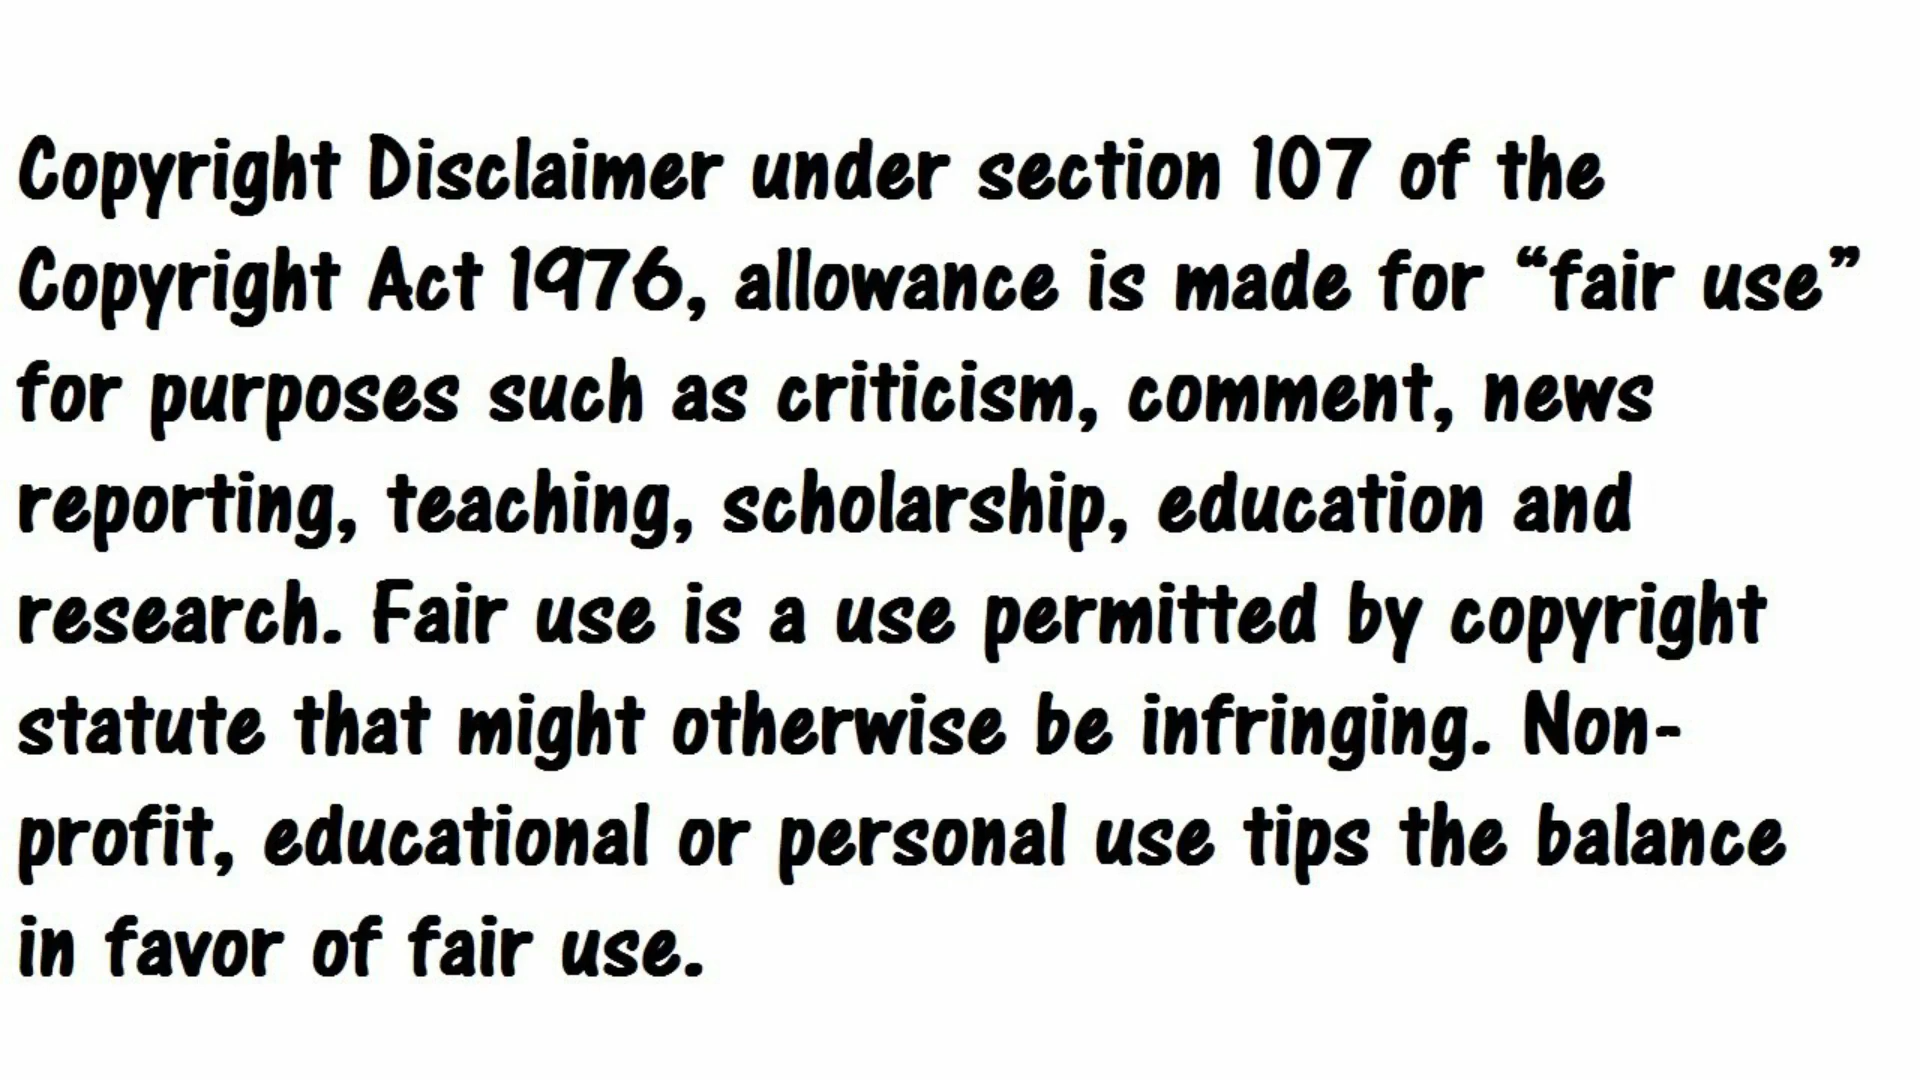 Copyright Disclaimer under section 107 of the
Copyright Act 1976, allowance is made for “fair use”
for purposes such as criticism, comment, news
reporting, teaching, scholarship, education and
research. Fair use is a use permitted by copyright
statute that might otherwise be infringing. Non-
profit, educational or personal use tips the balance
in favor of fair use.